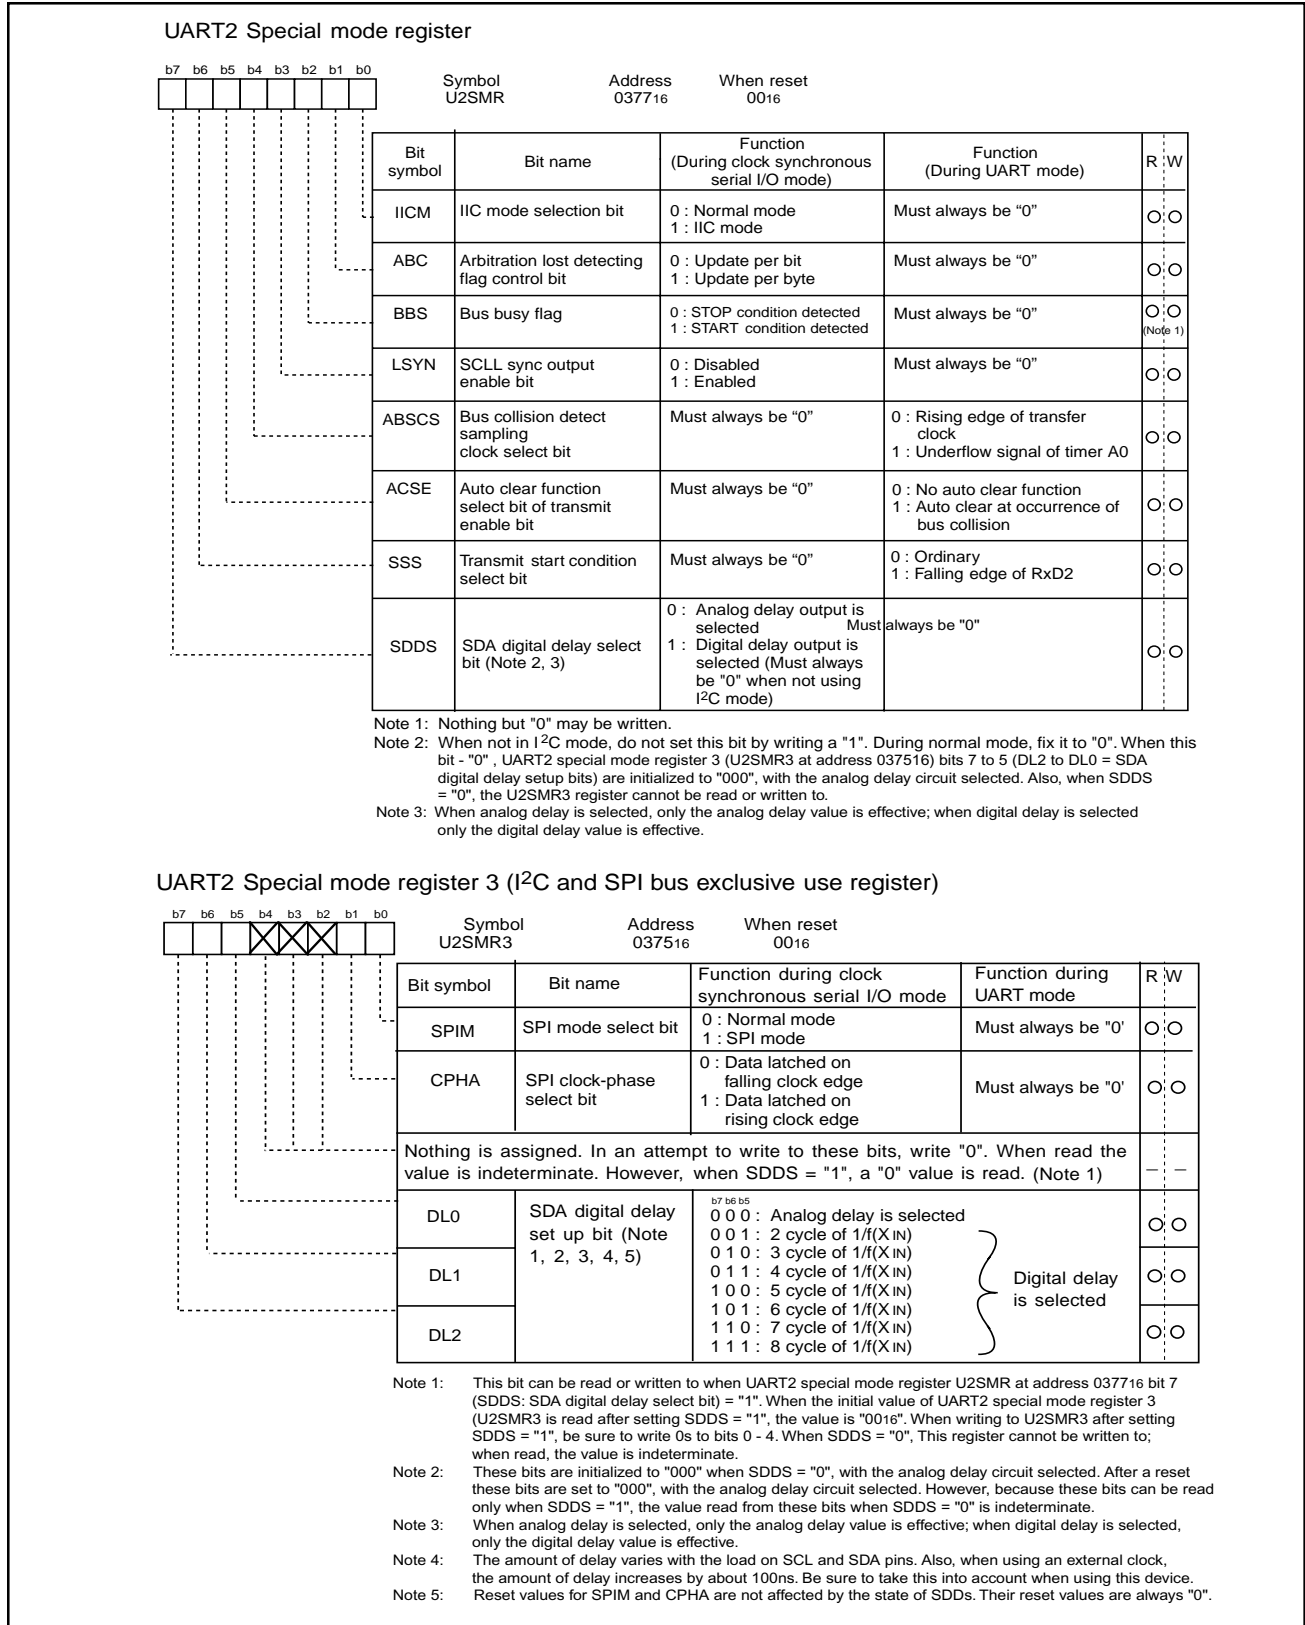 UART2 Special mode register
b7 b6 b5 b4 b3 b2 b1 b0
Symbol Address When reset
U2SMR 037716 0016
Bit symbol Bit name Function (During clock synchronous serial I/O mode) Function (During UART mode) R W
IICM IIC mode selection bit 0 : Normal mode Must always be “0”
1 : IIC mode
ABC Arbitration lost detecting 0 : Update per bit Must always be “0”
flag control bit 1 : Update per byte
BBS Bus busy flag 0 : STOP condition detected Must always be “0”
1 : START condition detected (Note 1)
LSYN SCLL sync output 0 : Disabled Must always be “0”
enable bit 1 : Enabled
ABSCS Bus collision detect Must always be “0” 0 : Rising edge of transfer
sampling clock
clock select bit 1 : Underflow signal of timer A0
ACSE Auto clear function Must always be “0” 0 : No auto clear function
select bit of transmit 1 : Auto clear at occurrence of
enable bit bus collision
SSS Transmit start condition Must always be “0” 0 : Ordinary
select bit 1 : Falling edge of RxD2
0 : Analog delay output is
selected Must always be "0"
SDDS SDA digital delay select 1 : Digital delay output is
bit (Note 2, 3) selected (Must always
be "0" when not using
I2C mode)
Note 1: Nothing but "0" may be written.
Note 2: When not in I2C mode, do not set this bit by writing a "1". During normal mode, fix it to "0". When this
bit - "0" , UART2 special mode register 3 (U2SMR3 at address 037516) bits 7 to 5 (DL2 to DL0 = SDA
digital delay setup bits) are initialized to "000", with the analog delay circuit selected. Also, when SDDS
= "0", the U2SMR3 register cannot be read or written to.
Note 3: When analog delay is selected, only the analog delay value is effective; when digital delay is selected
only the digital delay value is effective.
UART2 Special mode register 3 (I2C and SPI bus exclusive use register)
b7 b6 b5 b4 b3 b2 b1 b0
Symbol Address When reset
U2SMR3 037516 0016
Bit symbol Bit name Function during clock synchronous serial I/O mode Function during UART mode R W
SPIM SPI mode select bit 0 : Normal mode Must always be "0'
1 : SPI mode
CPHA SPI clock-phase 0 : Data latched on Must always be "0'
select bit falling clock edge
1 : Data latched on
rising clock edge
Nothing is assigned. In an attempt to write to these bits, write "0". When read the
value is indeterminate. However, when SDDS = "1", a "0" value is read. (Note 1) – –
b7 b6 b5
DL0 SDA digital delay 0 0 0 : Analog delay is selected
set up bit (Note 0 0 1 : 2 cycle of 1/f(XIN)
1, 2, 3, 4, 5) 0 1 0 : 3 cycle of 1/f(XIN)
DL1 0 1 1 : 4 cycle of 1/f(XIN) Digital delay
1 0 0 : 5 cycle of 1/f(XIN) is selected
1 0 1 : 6 cycle of 1/f(XIN)
DL2 1 1 0 : 7 cycle of 1/f(XIN)
1 1 1 : 8 cycle of 1/f(XIN)
Note 1: This bit can be read or written to when UART2 special mode register U2SMR at address 037716 bit 7
(SDDS: SDA digital delay select bit) = "1". When the initial value of UART2 special mode register 3
(U2SMR3 is read after setting SDDS = "1", the value is "0016". When writing to U2SMR3 after setting
SDDS = "1", be sure to write 0s to bits 0 - 4. When SDDS = "0", This register cannot be written to;
when read, the value is indeterminate.
Note 2: These bits are initialized to "000" when SDDS = "0", with the analog delay circuit selected. After a reset
these bits are set to "000", with the analog delay circuit selected. However, because these bits can be read
only when SDDS = "1", the value read from these bits when SDDS = "0" is indeterminate.
Note 3: When analog delay is selected, only the analog delay value is effective; when digital delay is selected,
only the digital delay value is effective.
Note 4: The amount of delay varies with the load on SCL and SDA pins. Also, when using an external clock,
the amount of delay increases by about 100ns. Be sure to take this into account when using this device.
Note 5: Reset values for SPIM and CPHA are not affected by the state of SDDs. Their reset values are always "0".